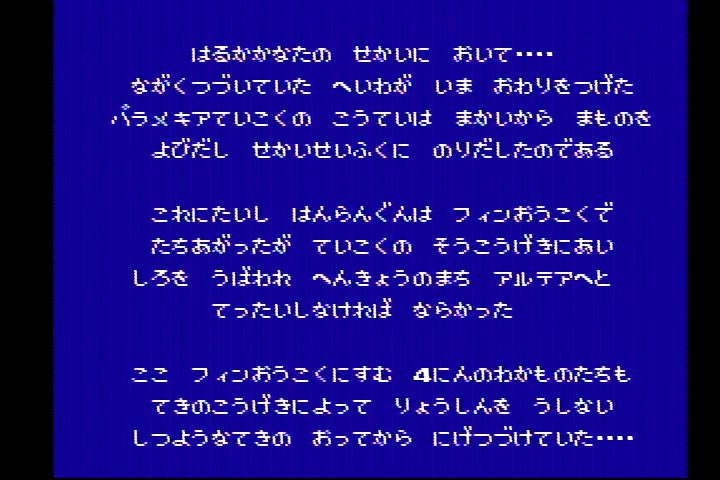 はるかかなたの　せかいに　おいて････
ながくつづいていた　へいわが　いま　おわりをつげた
パラメキアていこくの　こうていは　まかいから　まものを
よびだし　せかいせいふくに　のりだしたのである
これにたいし　はんらんぐんは　フィンおうこくで
たちあがったが　ていこくの　そうこうげきにあい
しろを　うばわれ　へんきょうのまち　アルテアへと
てったいしなければ　ならかった
ここ　フィンおうこくにすむ　4にんのわかものたちも
てきのこうげきによって　りょうしんを　うしない
しつようなてきの　おってから　にげつづけていた････